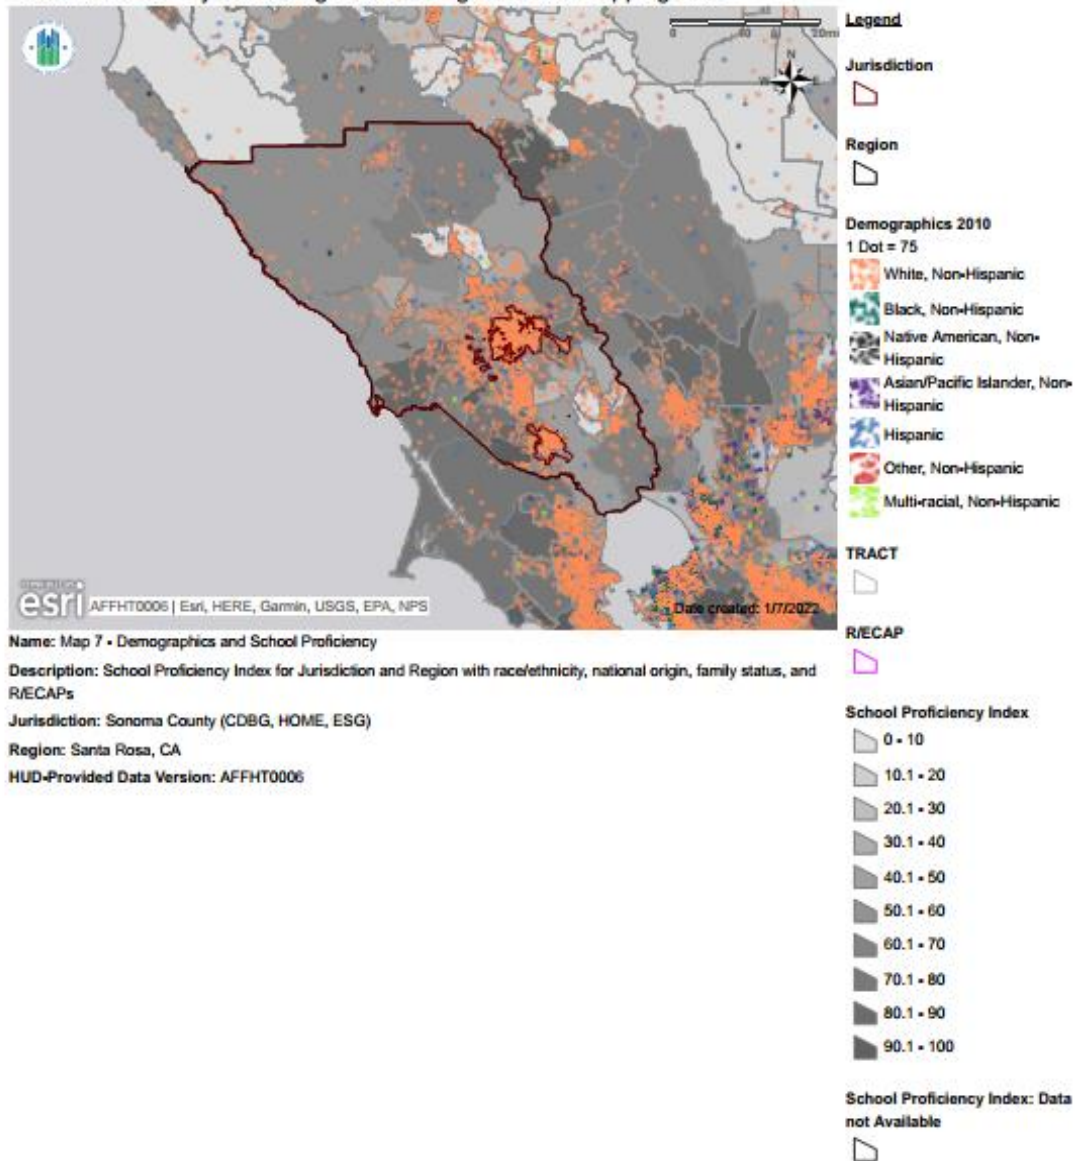 Legend
Jurisdiction
Region
Demographics 2010
1 Dot = 75
White, Non-Hispanic
Black, Non-Hispanic
Native American, Non-
Hispanic
Asian/Pacific Islander, Non-
Hispanic
Hispanic
Other, Non-Hispanic
Multi-racial, Non-Hispanic
TRACT
R/ECAP
School Proficiency Index
0 - 10
10.1 - 20
20.1 - 30
30.1 - 40
40.1 - 50
50.1 - 60
60.1 - 70
70.1 - 80
80.1 - 90
90.1 - 100
School Proficiency Index: Data
not Available
N
W
0
20mi
esri
AFFHT0006 | Esri, HERE, Garmin, USGS, EPA, NPS
Date created: 1/7/2022
Name: Map 7 - Demographics and School Proficiency
Description: School Proficiency Index for Jurisdiction and Region with race/ethnicity, national origin, family status, and
R/ECAPs
Jurisdiction: Sonoma County (CDBG, HOME, ESG)
Region: Santa Rosa, CA
HUD-Provided Data Version: AFFHT0006